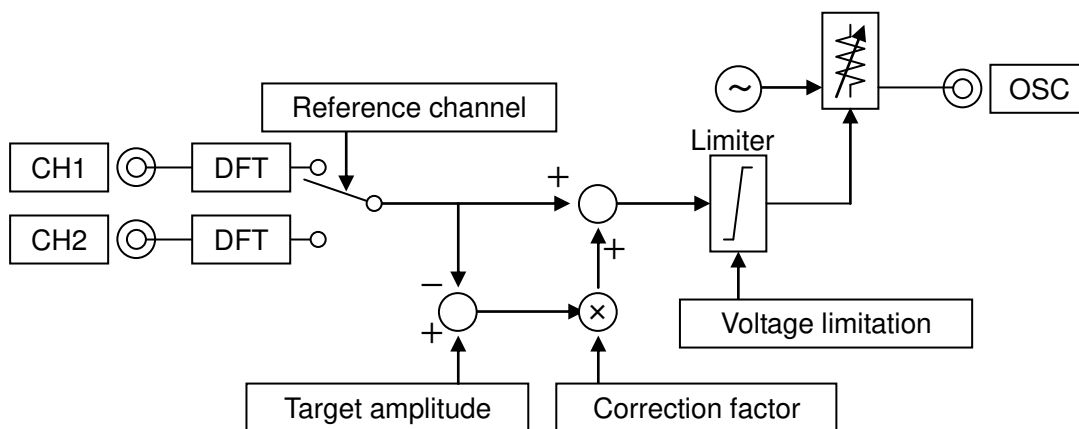 Reference channel
CH1
DFT
CH2
DFT
~
OSC
Limiter
+
+
−
+
×
Voltage limitation
Target amplitude
Correction factor